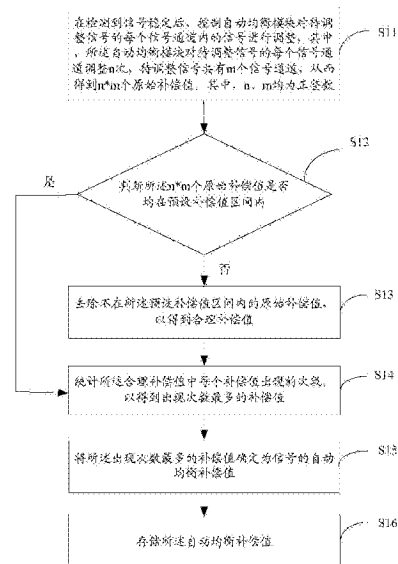 在检测到信号稳定后，控制自动均衡模块对待调
整信号的每个信号通道内的信号进行调整，其中
，所述自动均衡模块对待调整信号的每个信号通
道调整n次，待调整信号共有m个信号通道，从而
得到n*m个原始补偿值，其中，n、m均为正整数
S11
判断所述n*m个原始补偿值是否
均在预设补偿值区间内
S12
是
否
去除不在所述预设补偿值区间内的原始补偿值，
以得到合理补偿值
S13
统计所述合理补偿值中每个补偿值出现的次数，
以得到出现次数最多的补偿值
S14
将所述出现次数最多的补偿值确定为信号的自动
均衡补偿值
S15
存储所述自动均衡补偿值
S16